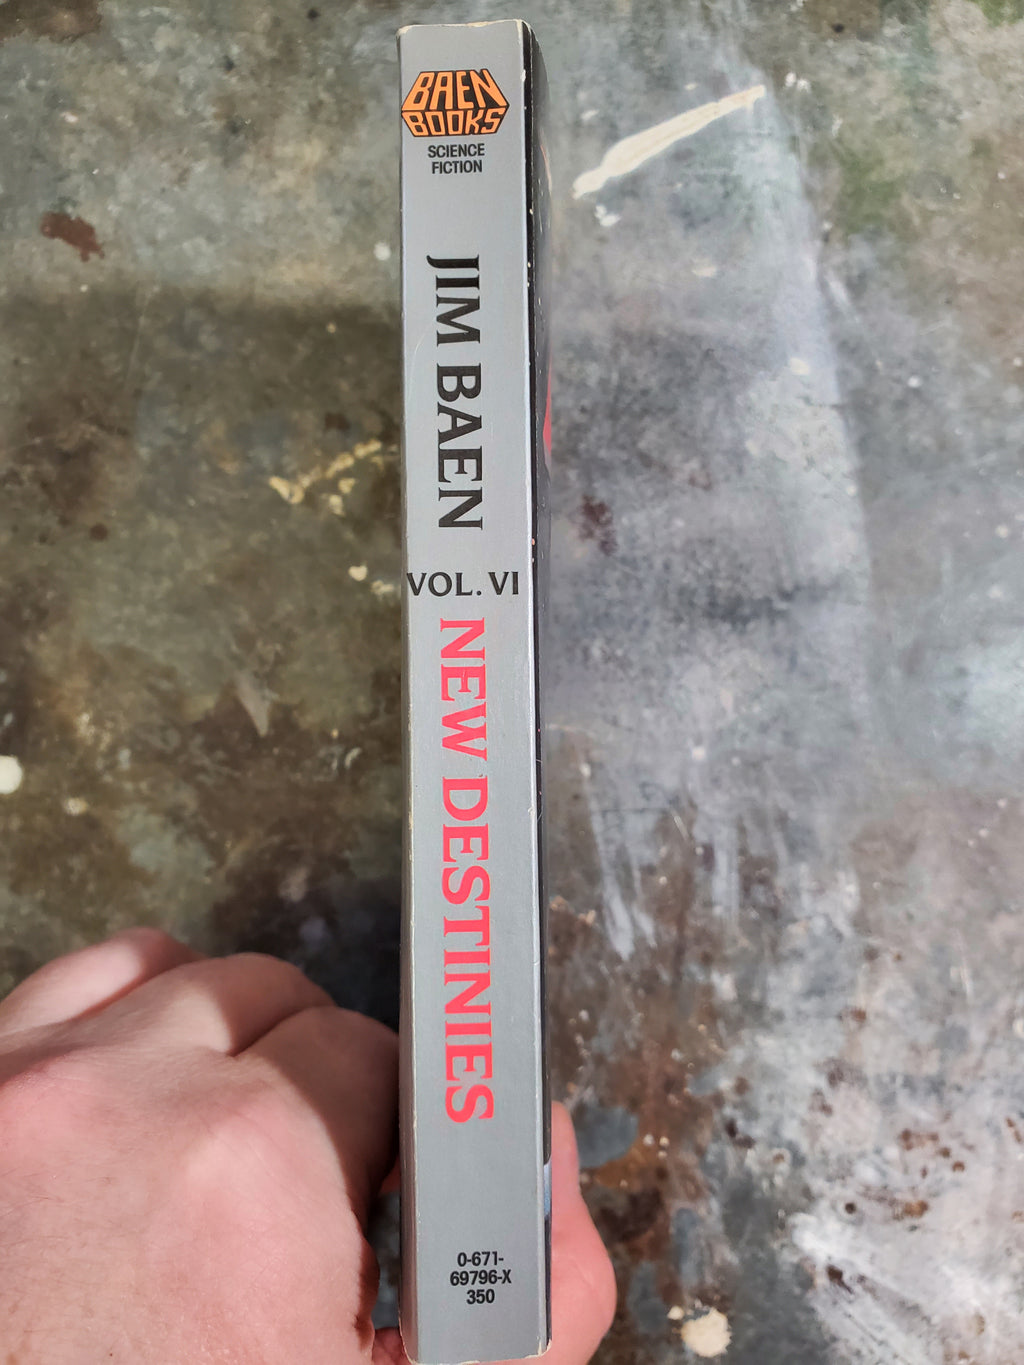 BAEN
BOOKS
SCIENCE
FICTION
JIM BAEN
VOL. VI
NEW DESTINIES
0-671-
69796-X
350